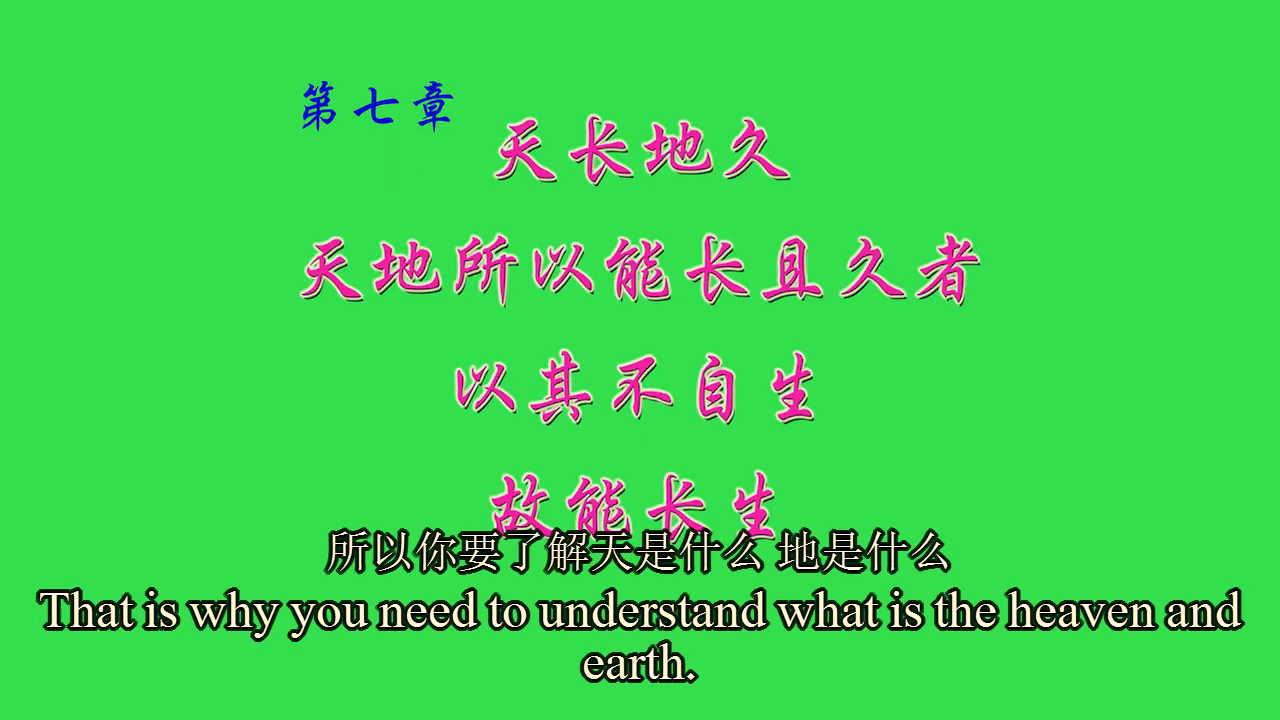 第七章
天长地久
天地所以能长且久者
以其不自生
故能长生
所以你要了解天是什么 地是什么
That is why you need to understand what is the heaven and
earth.